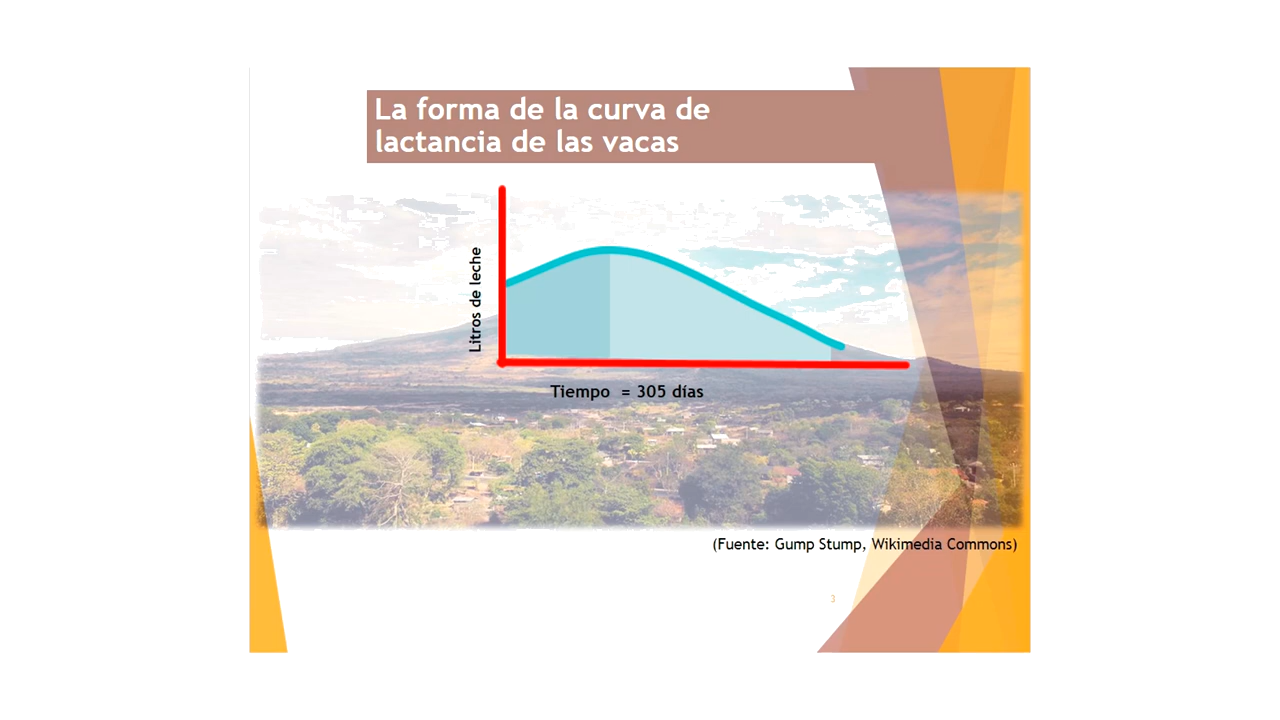 La forma de la curva de
lactancia de las vacas
Litros de leche
Tiempo  = 305 días
(Fuente: Gump Stump, Wikimedia Commons)
3